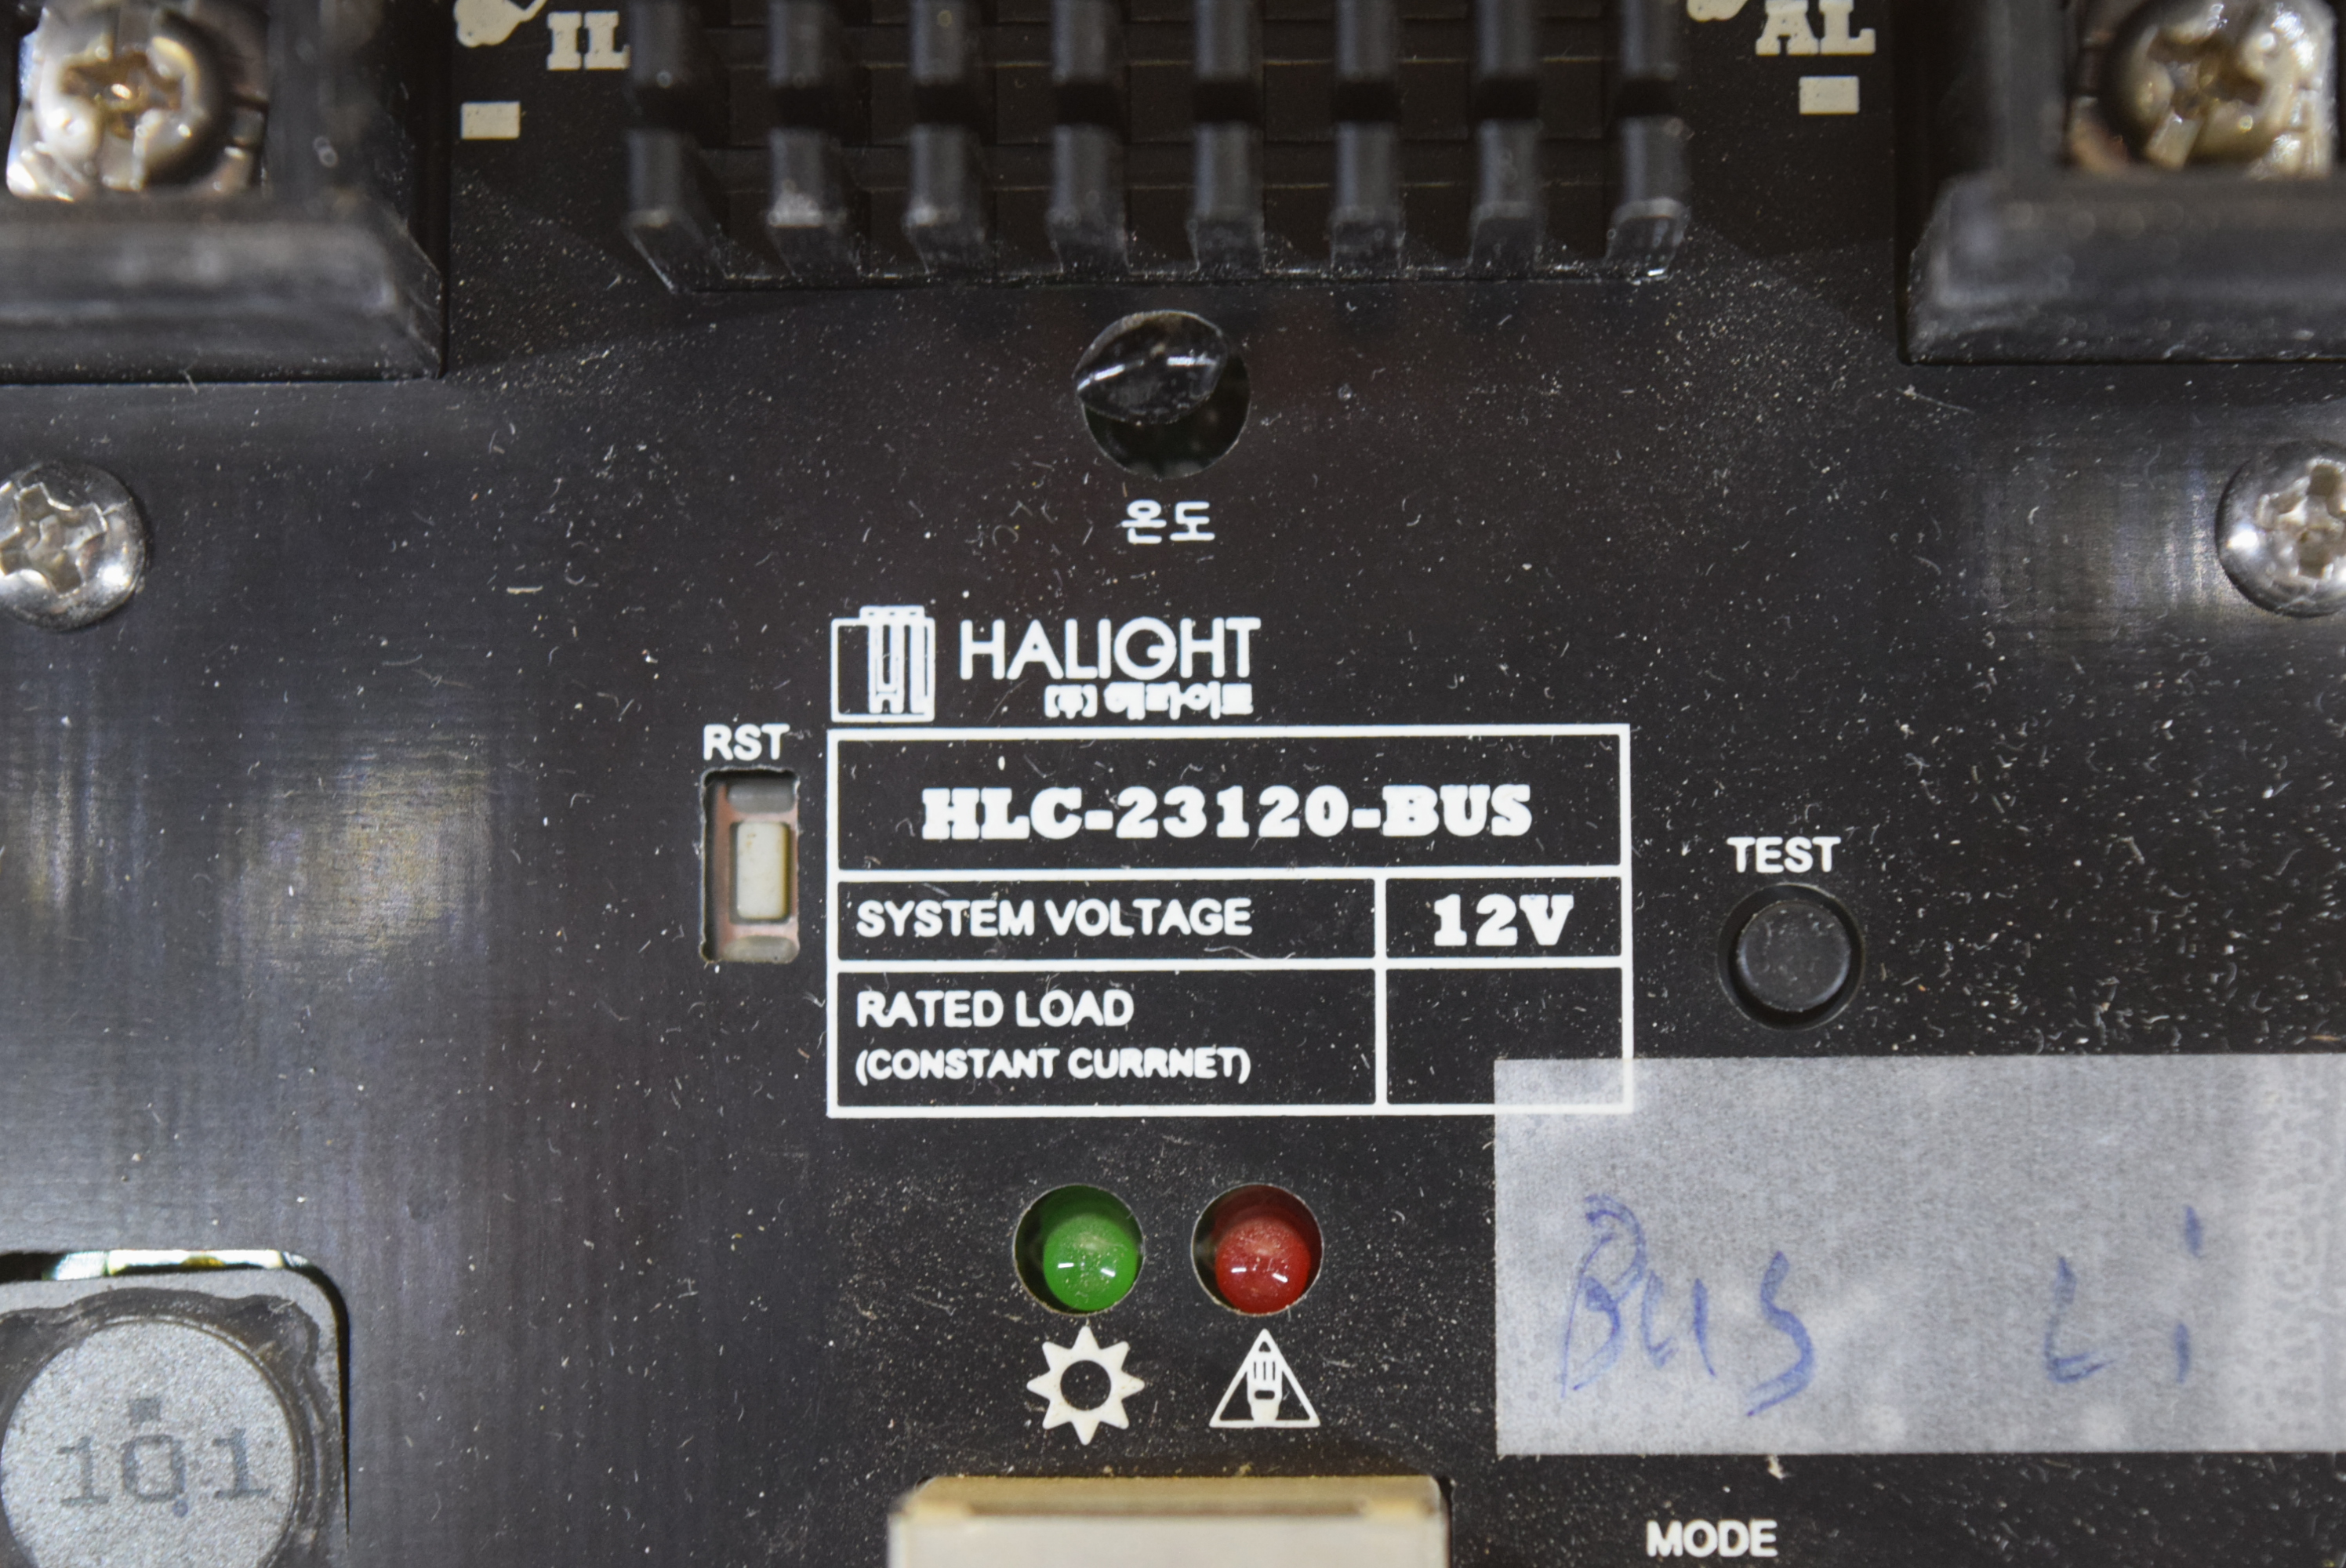 IL
AL
온도
HALIGHT
(주) 해라이트
RST
HLC-23120-BUS
TEST
SYSTEM VOLTAGE 12V
RATED LOAD
(CONSTANT CURRNET)
Bus Li
101
MODE